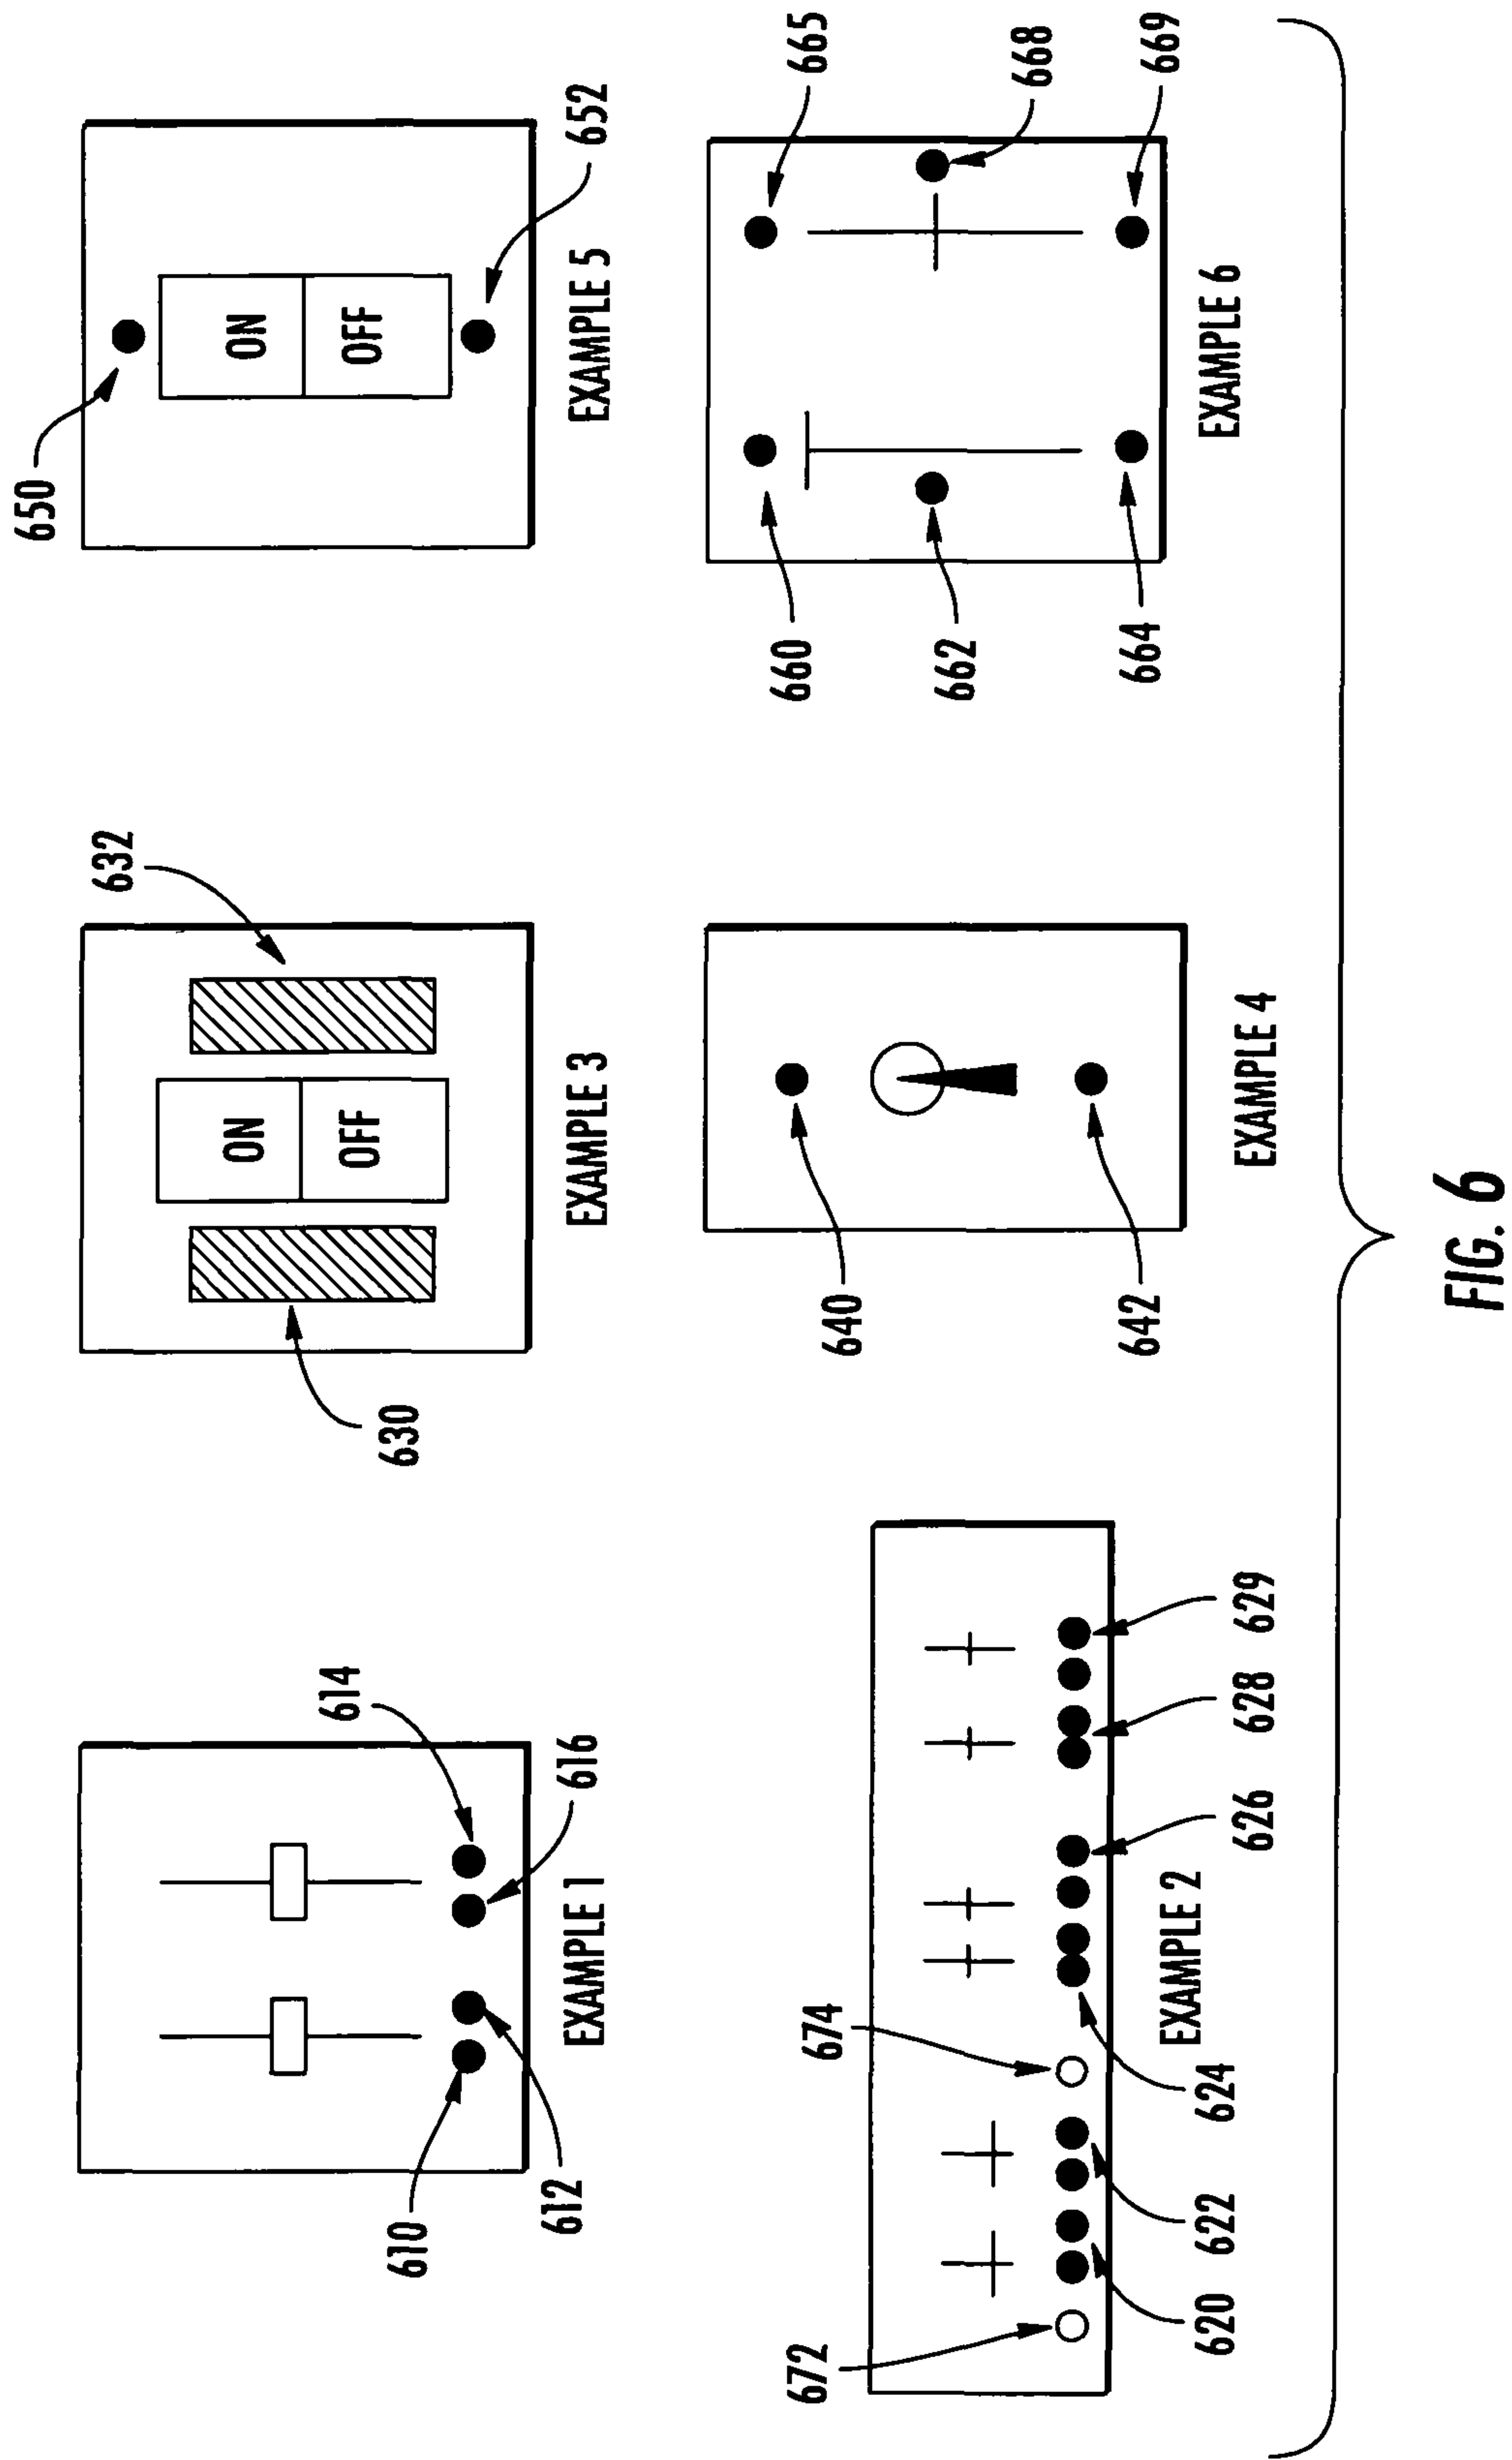 614
616
610
612
EXAMPLE 1
632
ON
OFF
630
EXAMPLE 3
650
ON
OFF
652
EXAMPLE 5
672
674
620
622
624
626
628
629
EXAMPLE 2
640
642
EXAMPLE 4
660
662
664
665
668
669
EXAMPLE 6
FIG. 6